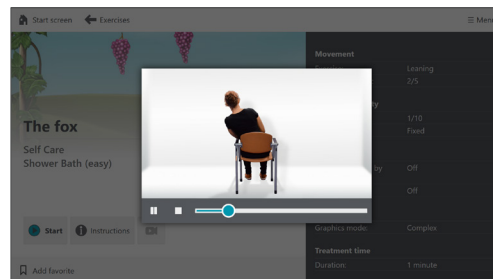 Start screen
Exercises
Menu
The fox
Self Care
Shower Bath (easy)
Start
Instructions
Add favorite
Movement
Leaning
2/5
1/10
Fixed
Off
Off
Graphics mode:
Complex
Treatment time
Duration:
1 minute